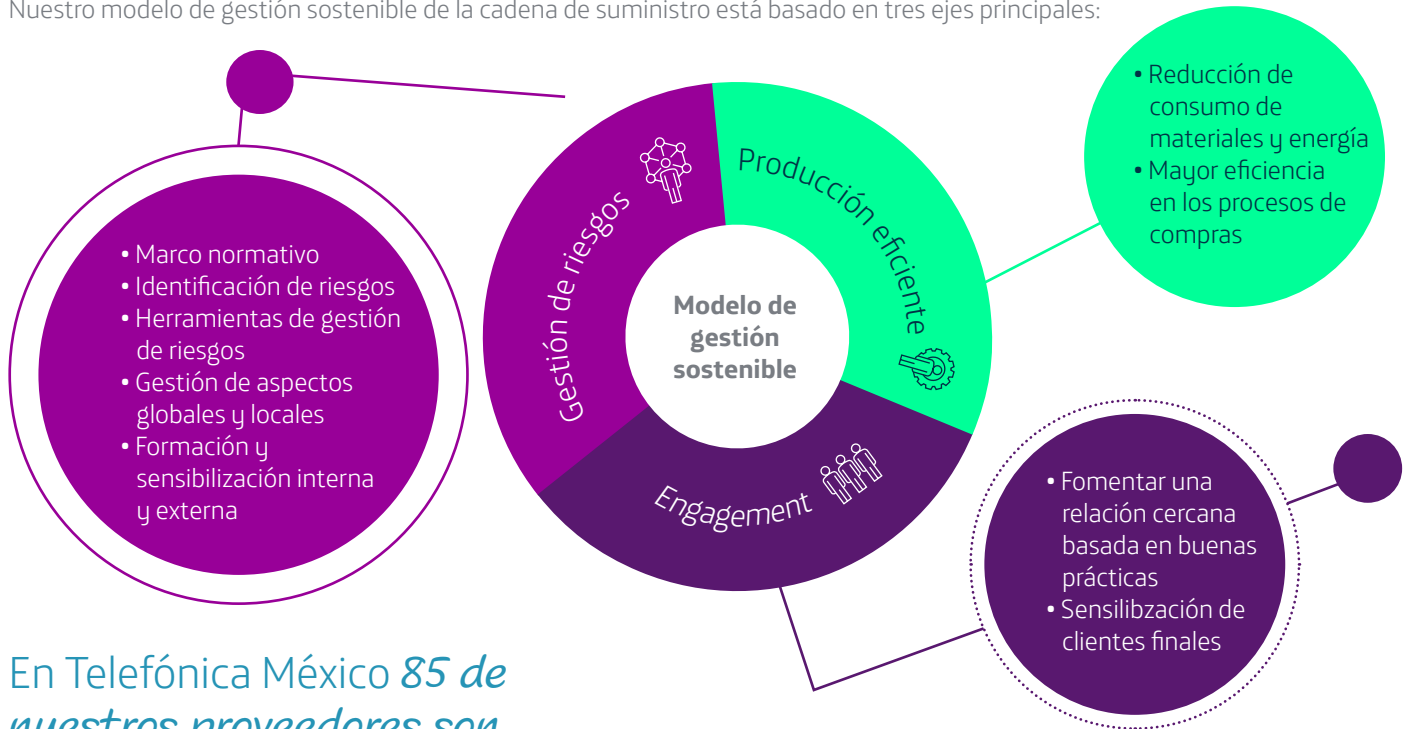 Nuestro modelo de gestión sostenible de la cadena de suministro está basado en tres ejes principales:
• Marco normativo
• Identificación de riesgos
• Herramientas de gestión
de riesgos
• Gestión de aspectos
globales y locales
• Formación y
sensibilización interna
y externa
Gestión de riesgos
Producción eficiente
Engagement
Modelo de
gestión
sostenible
• Reducción de
consumo de
materiales y energía
• Mayor eficiencia
en los procesos de
compras
• Fomentar una
relación cercana
basada en buenas
prácticas
• Sensilibzación de
clientes finales
En Telefónica México 85 de
nuestros proveedores son